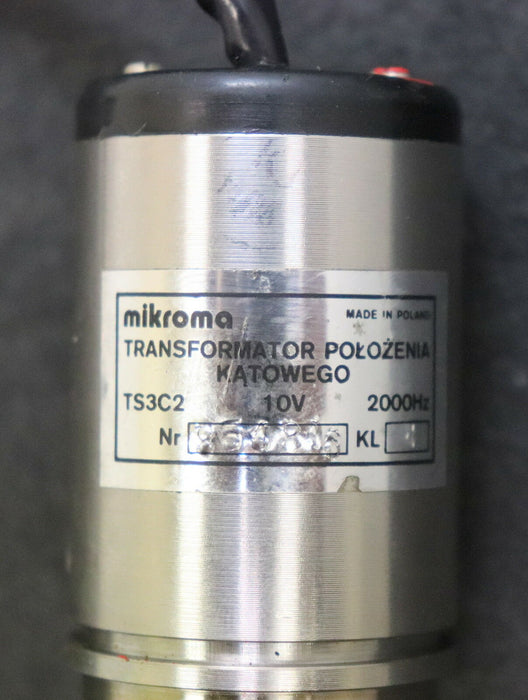 mikroma MADE IN POLAND
TRANSFORMATOR POŁOŻENIA
KĄTOWEGO
TS3C2 10V 2000Hz
Nr KL